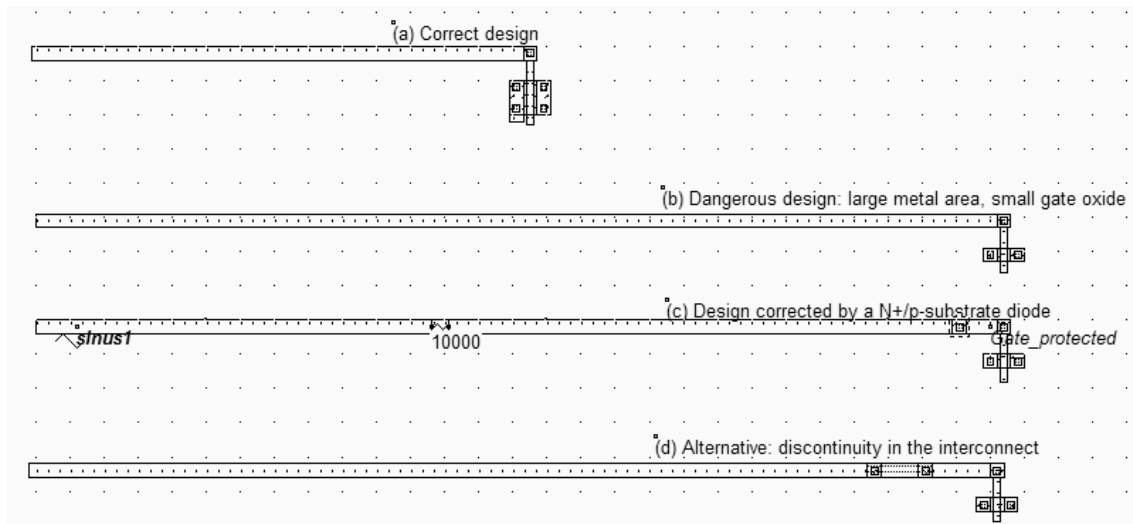 (a) Correct design
(b) Dangerous design: large metal area, small gate oxide
(c) Design corrected by a N+/p-substrate diode
sinus1
10000
Gate_protected
(d) Alternative: discontinuity in the interconnect